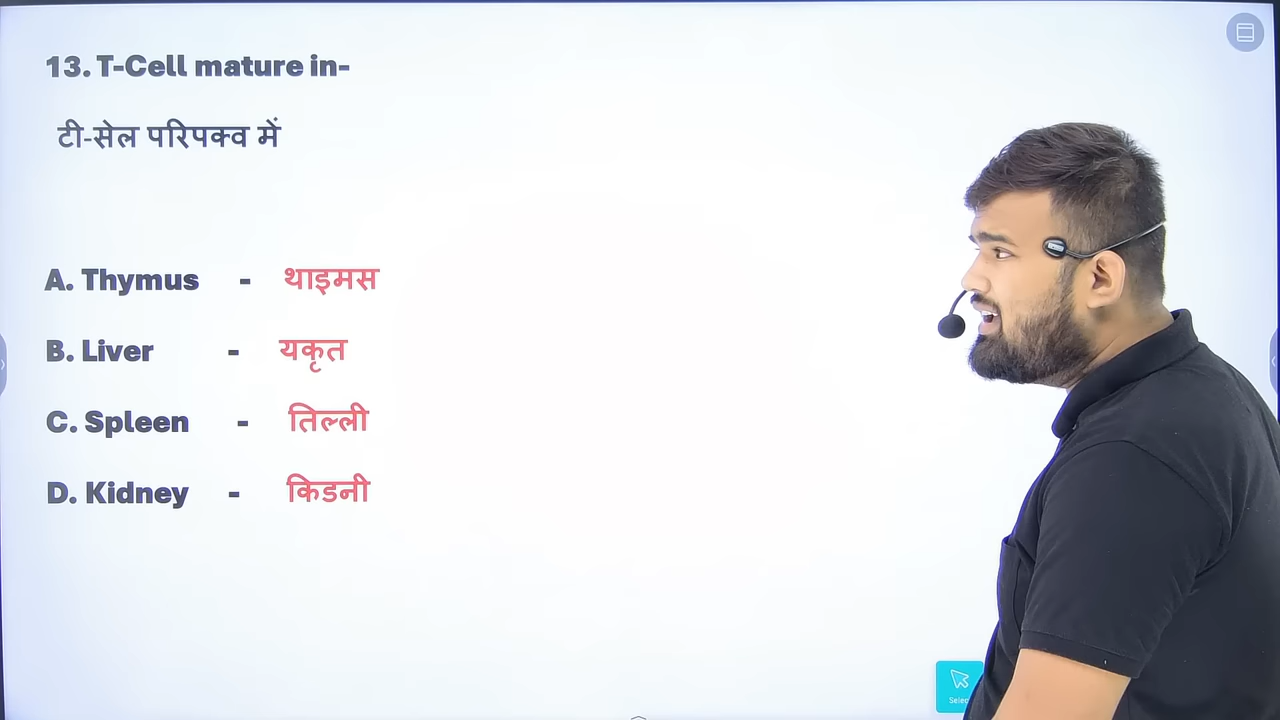 13. T-Cell mature in-
टी-सेल परिपक्व में
A. Thymus - थाइमस
B. Liver - यकृत
C. Spleen - तिल्ली
D. Kidney - किडनी